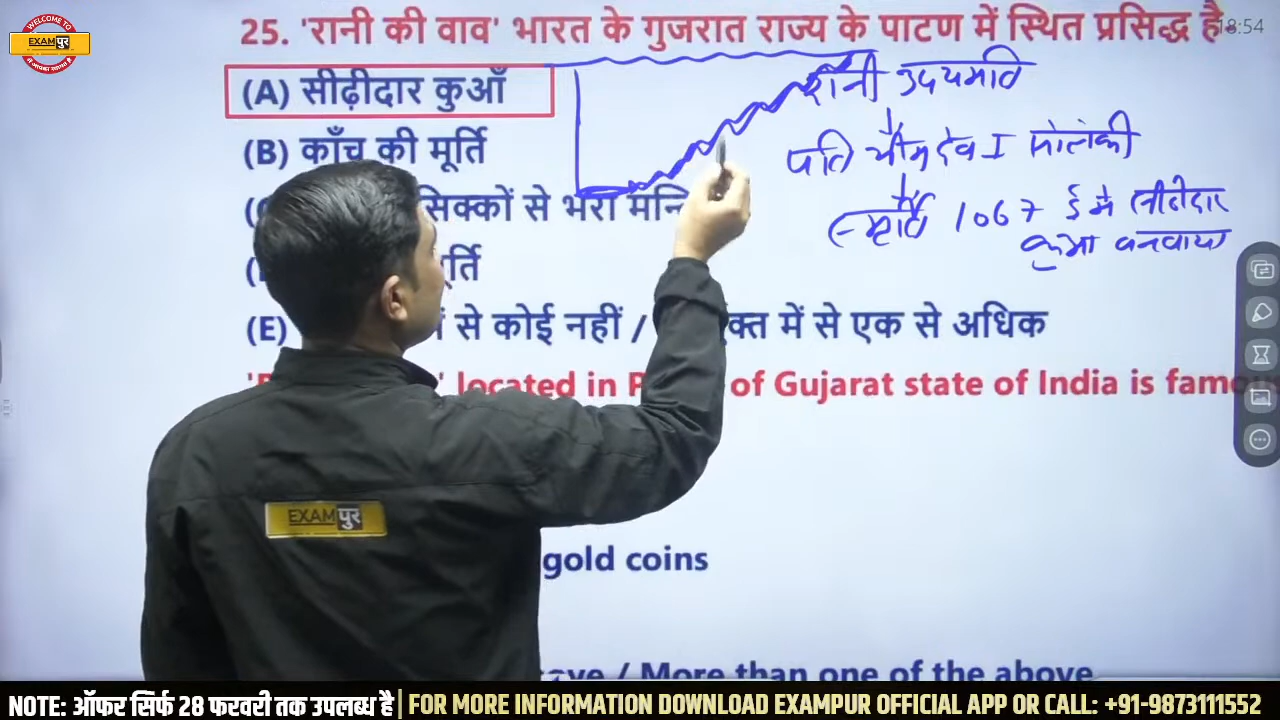 WELCOME TO
EXAMपुर
25. 'रानी की वाव' भारत के गुजरात राज्य के पाटण में स्थित प्रसिद्ध है-
18:54
(A) सीढ़ीदार कुआँ
रानी उदयमति
(B) काँच की मूर्ति
पति भीमदेव I सोलंकी
सिक्कों से भरा मन्दि
स्मृति 1067 ई में सीढीदार
कुआ बनवाया
(E)
से कोई नहीं /
में से एक से अधिक
located in
of Gujarat state of India is
EXAMपुर
gold coins
/ More than one of the above
NOTE: ऑफर सिर्फ 28 फरवरी तक उपलब्ध है
FOR MORE INFORMATION DOWNLOAD EXAMPUR OFFICIAL APP OR CALL: +91-9873111552